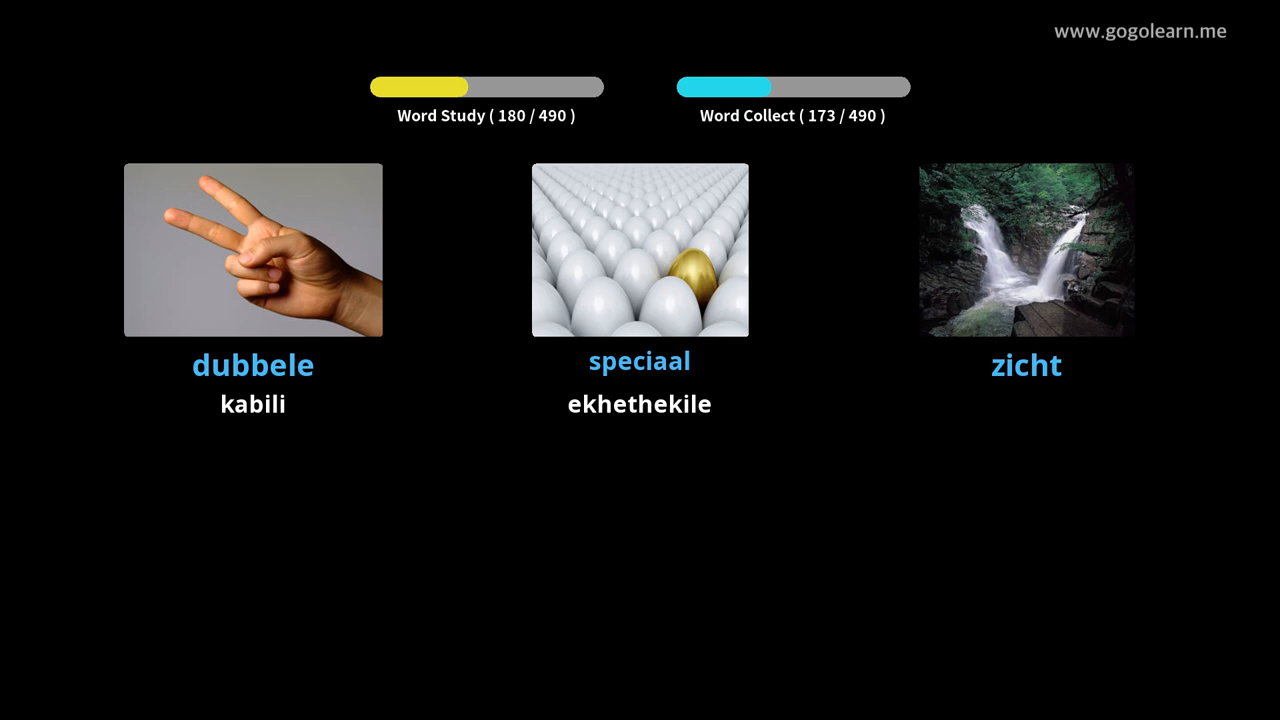 www.gogolearn.me
Word Study ( 180 / 490 )
Word Collect ( 173 / 490 )
dubbele
speciaal
zicht
kabili
ekhethekile